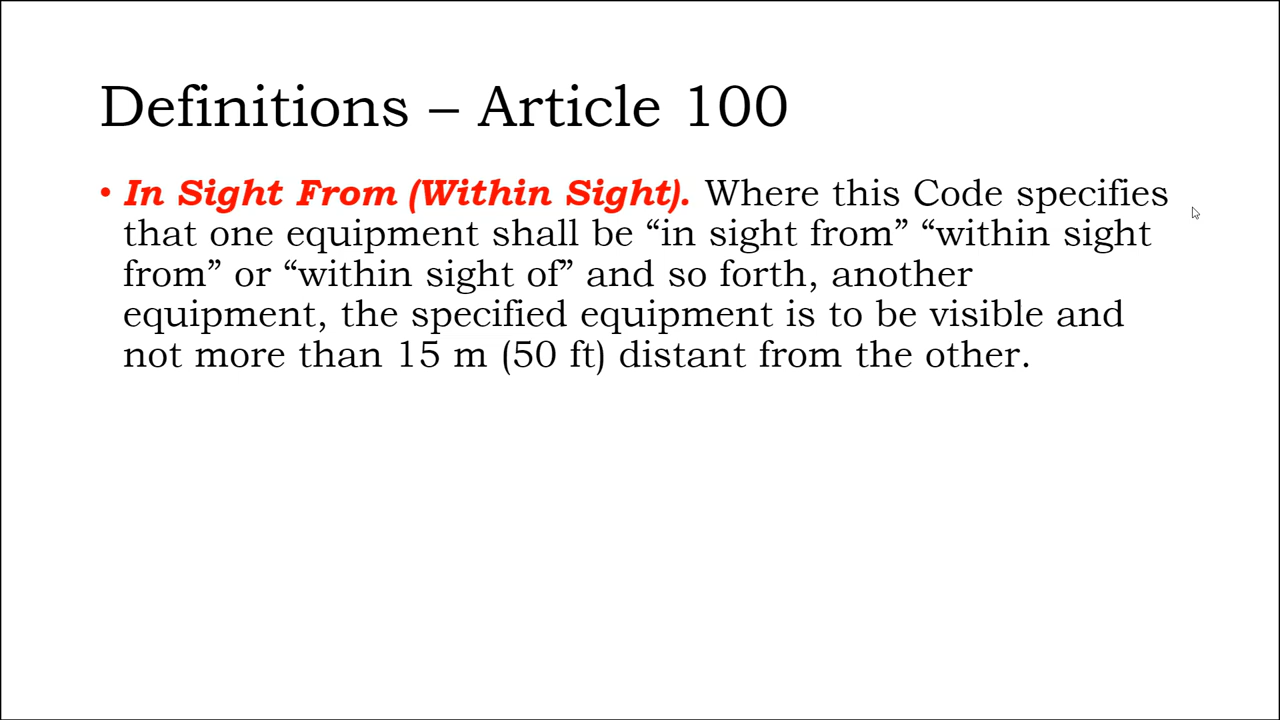 Definitions – Article 100
• In Sight From (Within Sight). Where this Code specifies
that one equipment shall be “in sight from” “within sight
from” or “within sight of” and so forth, another
equipment, the specified equipment is to be visible and
not more than 15 m (50 ft) distant from the other.